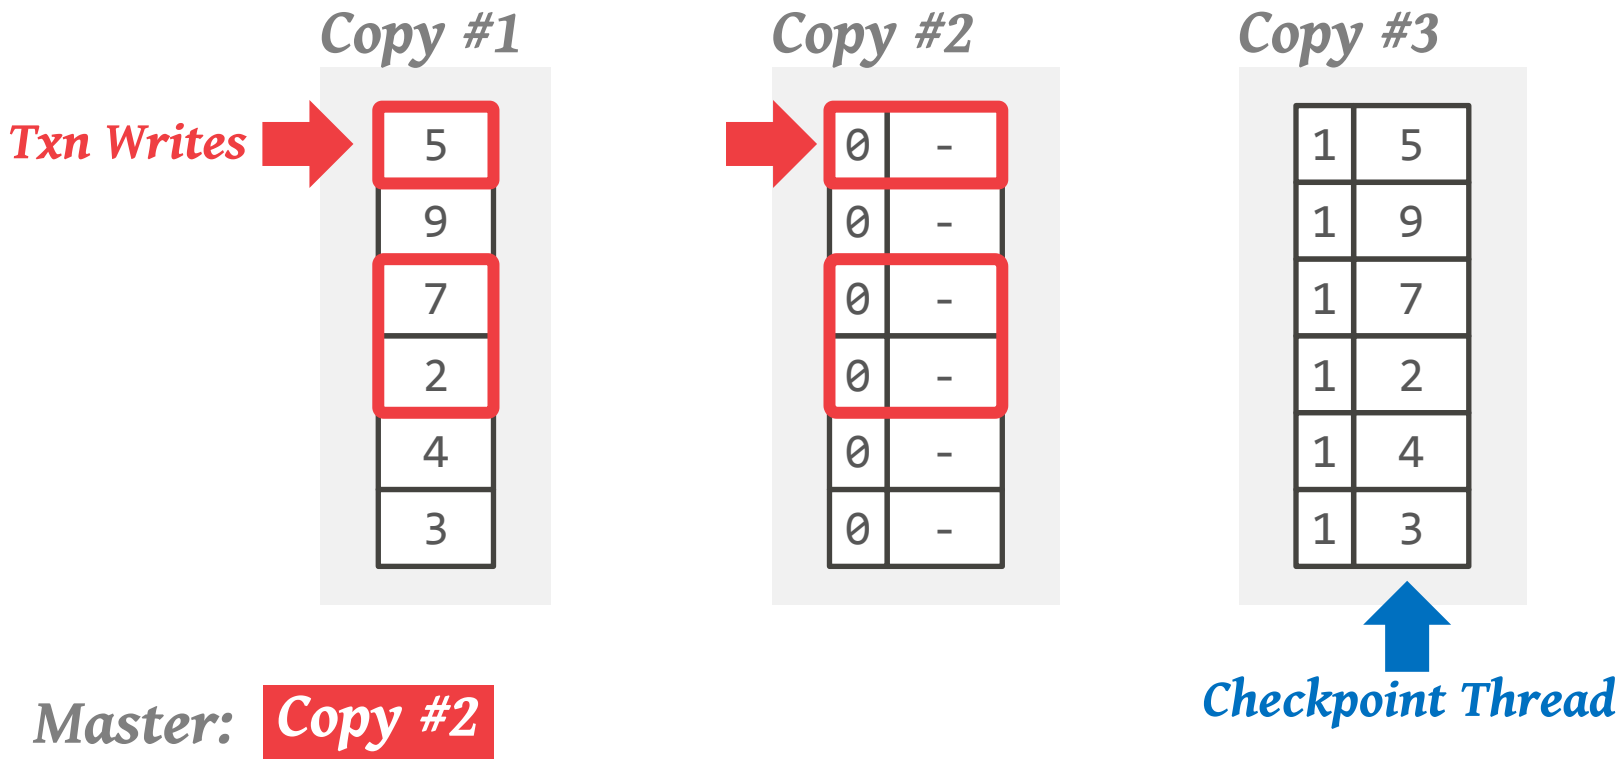 Copy #1 Copy #2 Copy #3
Txn Writes 5 0 - 1 5
9 0 - 1 9
7 0 - 1 7
2 0 - 1 2
4 0 - 1 4
3 0 - 1 3
Checkpoint Thread
Master: Copy #2